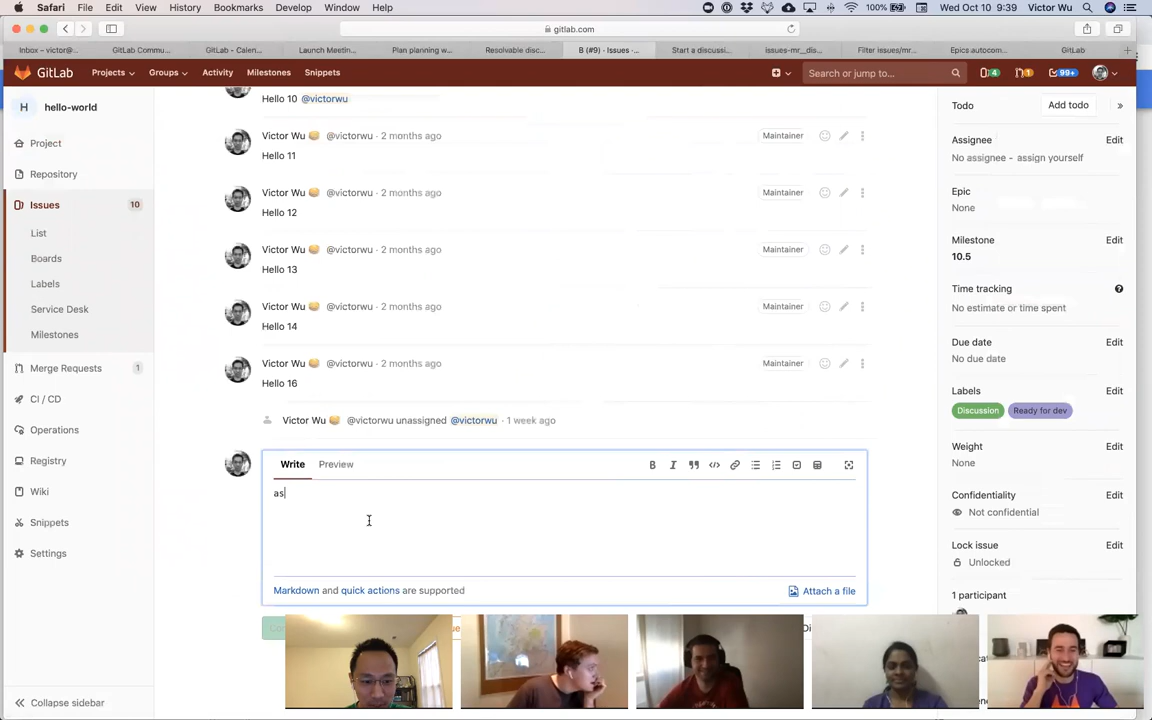 Safari File Edit View History Bookmarks Develop Window Help 100% Wed Oct 10 9:39 Victor Wu
gitlab.com
Inbox – victor@... GitLab Commu... GitLab - Calen... Launch Meetin... Plan planning w... Resolvable disc... B (#9) · Issues ·... Start a discussi... issues-mr__dis... Filter issues/mr... Epics autocom... GitLab
GitLab Projects Groups Activity Milestones Snippets Search or jump to... 4 1 99+
H hello-world
Project
Repository
Issues 10
List
Boards
Labels
Service Desk
Milestones
Merge Requests 1
CI / CD
Operations
Registry
Wiki
Snippets
Settings
Collapse sidebar
Hello 10 @victorwu
Victor Wu @victorwu · 2 months ago Maintainer
Hello 11
Victor Wu @victorwu · 2 months ago Maintainer
Hello 12
Victor Wu @victorwu · 2 months ago Maintainer
Hello 13
Victor Wu @victorwu · 2 months ago Maintainer
Hello 14
Victor Wu @victorwu · 2 months ago Maintainer
Hello 16
Victor Wu @victorwu unassigned @victorwu · 1 week ago
Write Preview
as
Markdown and quick actions are supported Attach a file
Todo Add todo
Assignee Edit
No assignee - assign yourself
Epic
None
Milestone Edit
10.5
Time tracking
No estimate or time spent
Due date Edit
No due date
Labels Edit
Discussion Ready for dev
Weight Edit
None
Confidentiality Edit
Not confidential
Lock issue Edit
Unlocked
1 participant